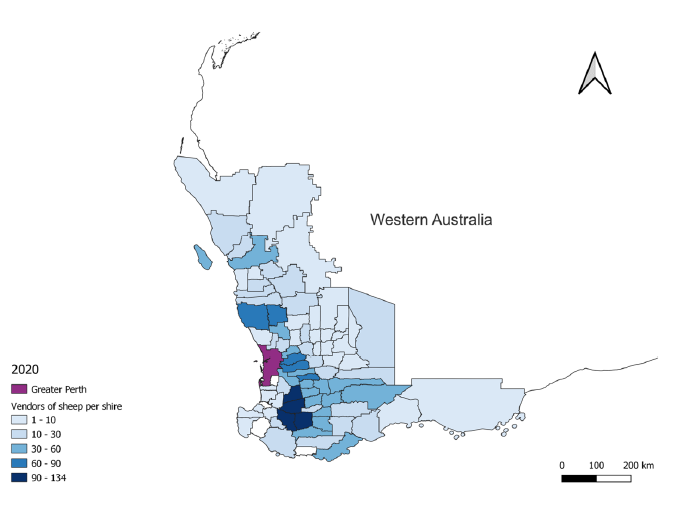 Western Australia
2020
Greater Perth
Vendors of sheep per shire
1 - 10
10 - 30
30 - 60
60 - 90
90 - 134
0 100 200 km